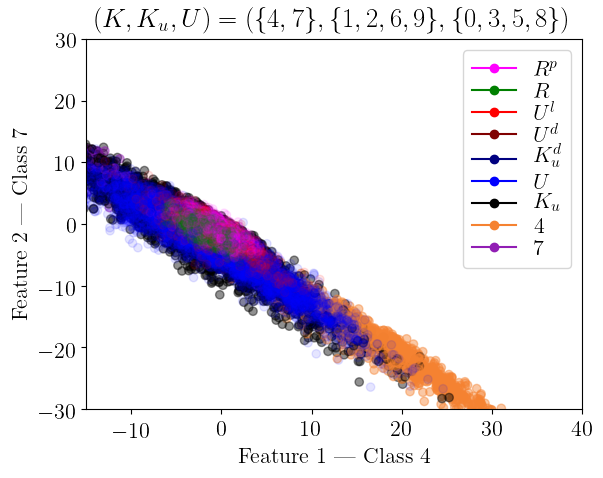 (K, K_u, U) = ({4, 7}, {1, 2, 6, 9}, {0, 3, 5, 8})
30
20
10
0
−10
−20
−30
Feature 2 — Class 7
R^p
R
U^l
U^d
K_u^d
U
K_u
4
7
−10
0
10
20
30
40
Feature 1 — Class 4